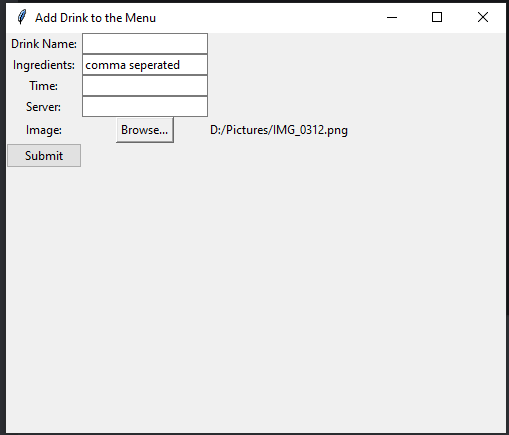 Add Drink to the Menu
Drink Name:
Ingredients: comma seperated
Time:
Server:
Image: Browse... D:/Pictures/IMG_0312.png
Submit